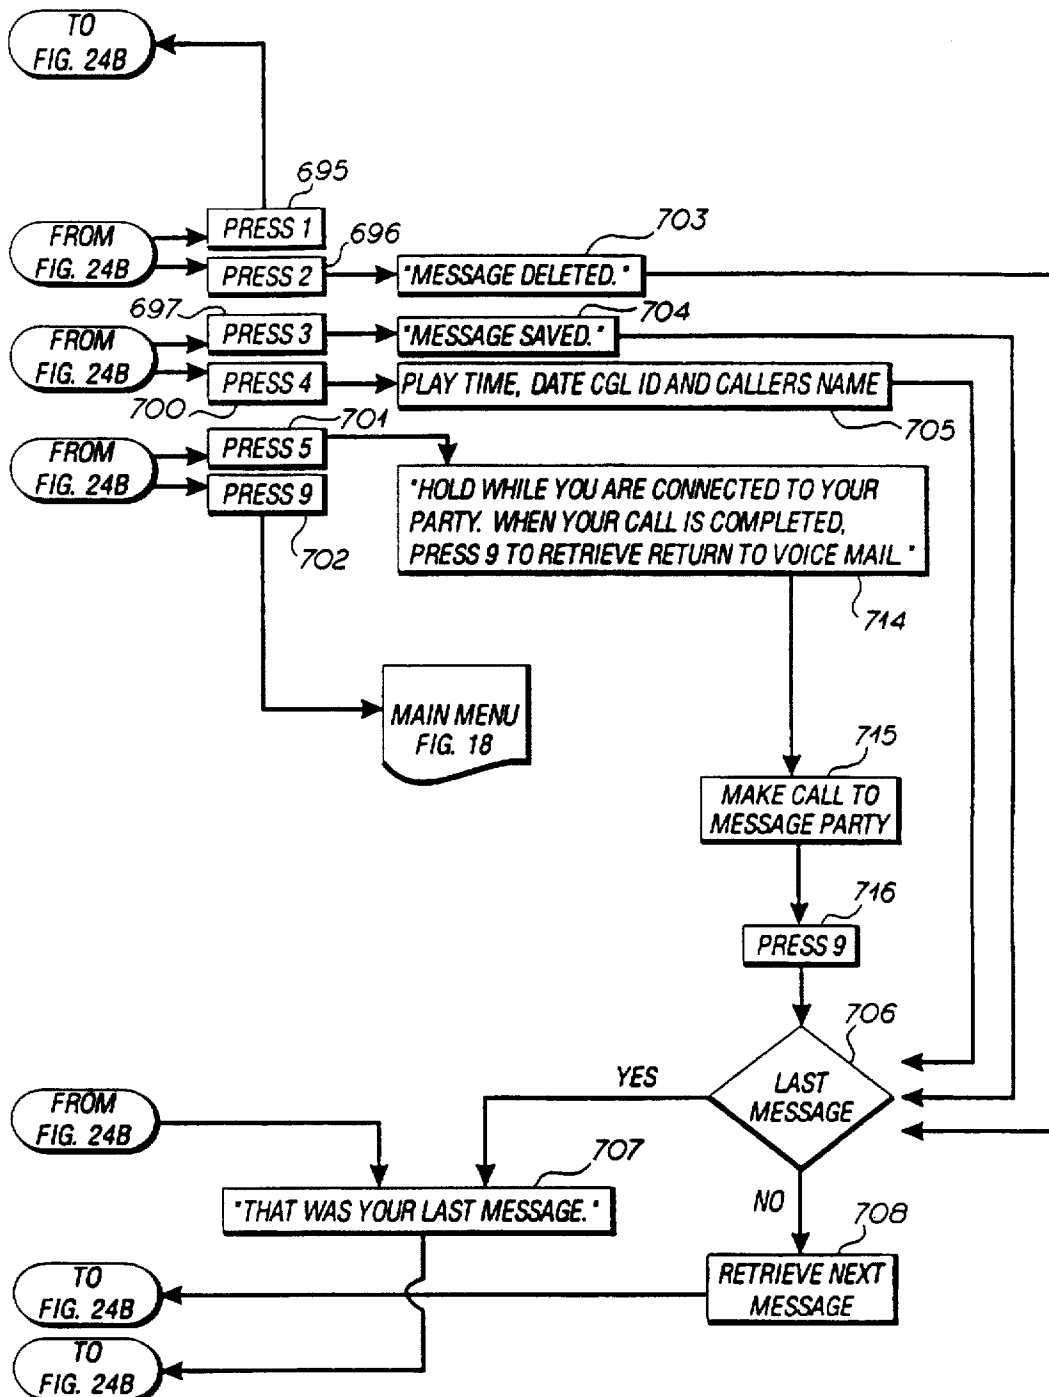 TO
FIG. 24B
695
PRESS 1
FROM
FIG. 24B
696
PRESS 2
703
"MESSAGE DELETED."
697
PRESS 3
704
"MESSAGE SAVED."
FROM
FIG. 24B
PRESS 4
700
PLAY TIME, DATE CGL ID AND CALLERS NAME
705
701
PRESS 5
FROM
FIG. 24B
PRESS 9
702
"HOLD WHILE YOU ARE CONNECTED TO YOUR
PARTY. WHEN YOUR CALL IS COMPLETED,
PRESS 9 TO RETRIEVE RETURN TO VOICE MAIL"
714
MAIN MENU
FIG. 18
715
MAKE CALL TO
MESSAGE PARTY
716
PRESS 9
706
LAST
MESSAGE
YES
FROM
FIG. 24B
707
"THAT WAS YOUR LAST MESSAGE."
NO
708
RETRIEVE NEXT
MESSAGE
TO
FIG. 24B
TO
FIG. 24B